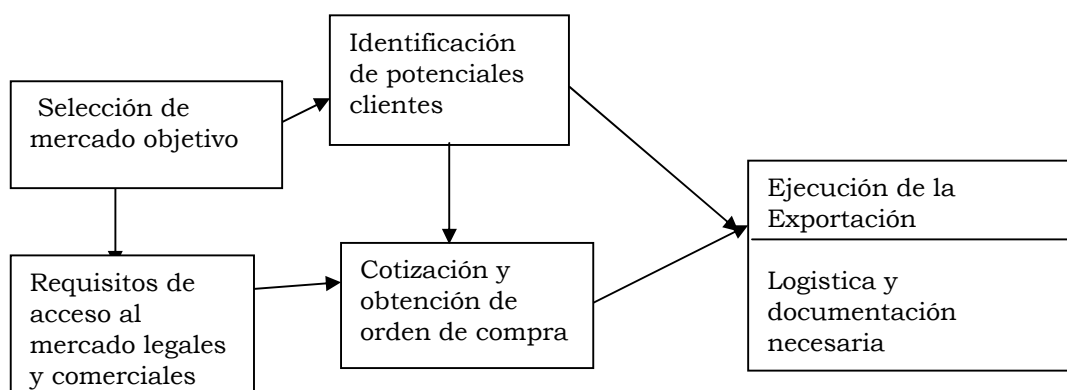 Identificación
de potenciales
clientes
Selección de
mercado objetivo
Ejecución de la
Exportación
Logistica y
documentación
necesaria
Cotización y
obtención de
orden de compra
Requisitos de
acceso al
mercado legales
y comerciales